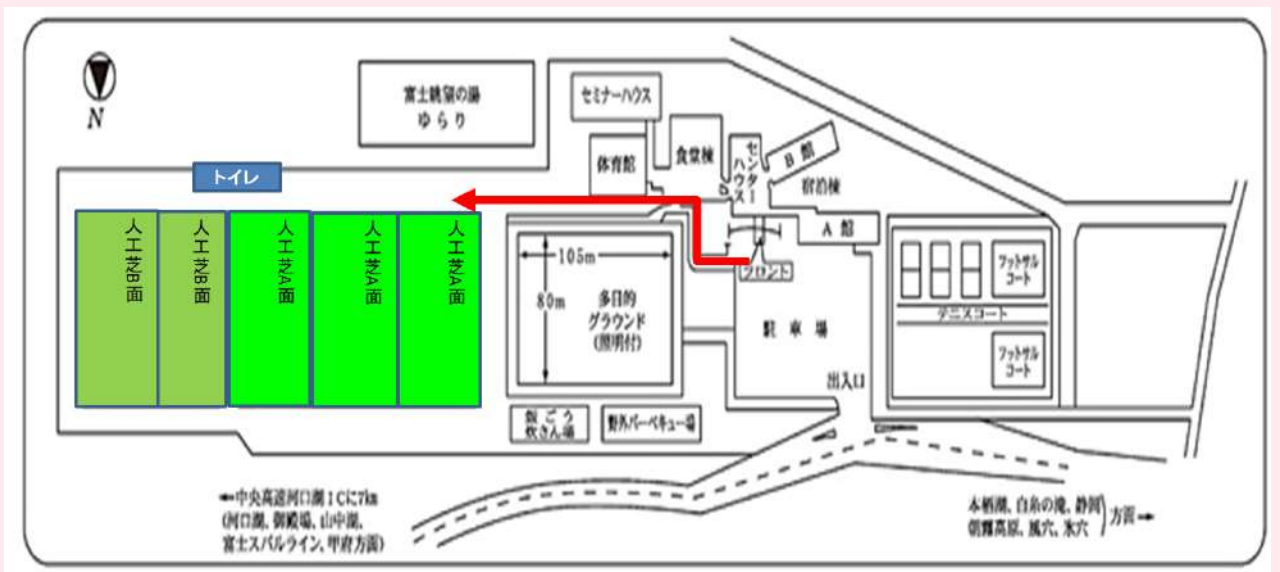 N
富士眺望の湯
ゆらり
トイレ
セミナーハウス
体育館
食堂棟
センター
ハウス
B館
宿泊棟
A館
フロント
人工芝B面
人工芝B面
人工芝A面
人工芝A面
人工芝A面
105m
80m
多目的
グラウンド
(照明付)
駐車場
出入口
フットサル
コート
テニスコート
フットサル
コート
飯ごう
炊さん場
野外バーベキュー場
←中央高速河口湖ICに7km
(河口湖、御殿場、山中湖、
富士スバルライン、甲府方面)
本栖湖、白糸の滝、静岡
朝霧高原、風穴、氷穴
)方面→